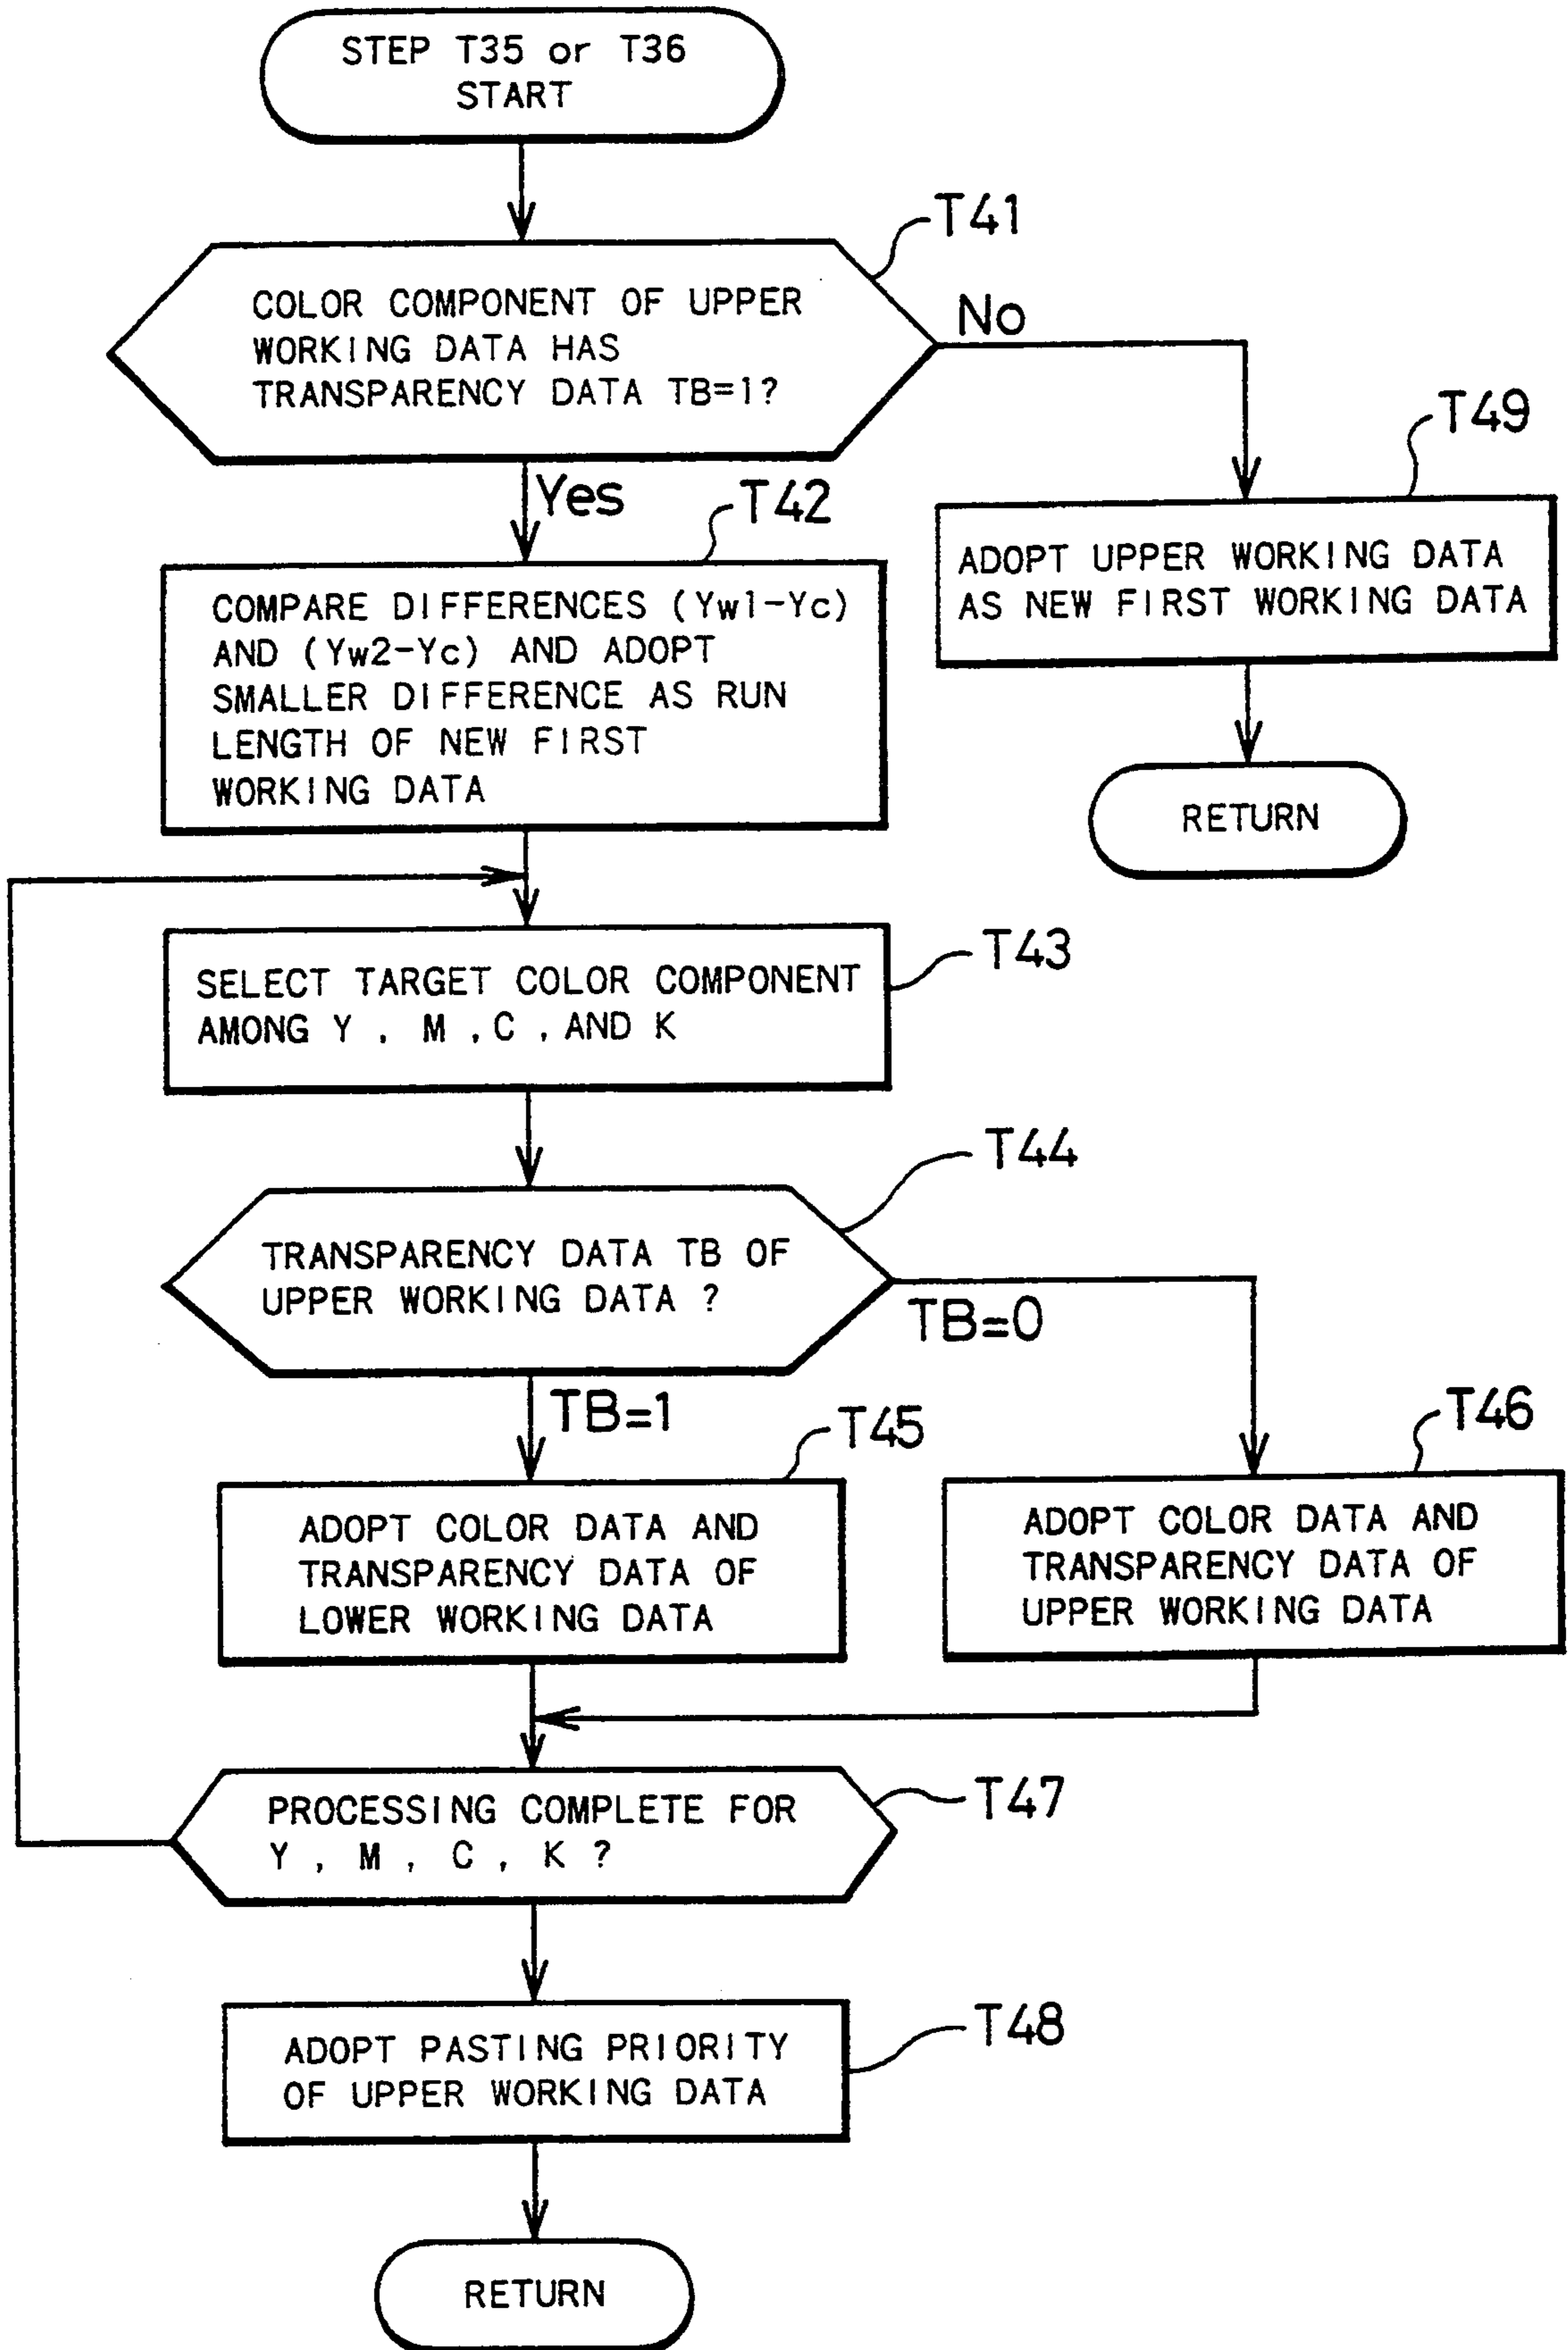 STEP T35 or T36
START
T41
COLOR COMPONENT OF UPPER
WORKING DATA HAS
TRANSPARENCY DATA TB=1?
No
Yes
T49
ADOPT UPPER WORKING DATA
AS NEW FIRST WORKING DATA
RETURN
T42
COMPARE DIFFERENCES (Yw1-Yc)
AND (Yw2-Yc) AND ADOPT
SMALLER DIFFERENCE AS RUN
LENGTH OF NEW FIRST
WORKING DATA
T43
SELECT TARGET COLOR COMPONENT
AMONG Y , M , C , AND K
T44
TRANSPARENCY DATA TB OF
UPPER WORKING DATA ?
TB=0
TB=1
T45
ADOPT COLOR DATA AND
TRANSPARENCY DATA OF
LOWER WORKING DATA
T46
ADOPT COLOR DATA AND
TRANSPARENCY DATA OF
UPPER WORKING DATA
T47
PROCESSING COMPLETE FOR
Y , M , C , K ?
T48
ADOPT PASTING PRIORITY
OF UPPER WORKING DATA
RETURN